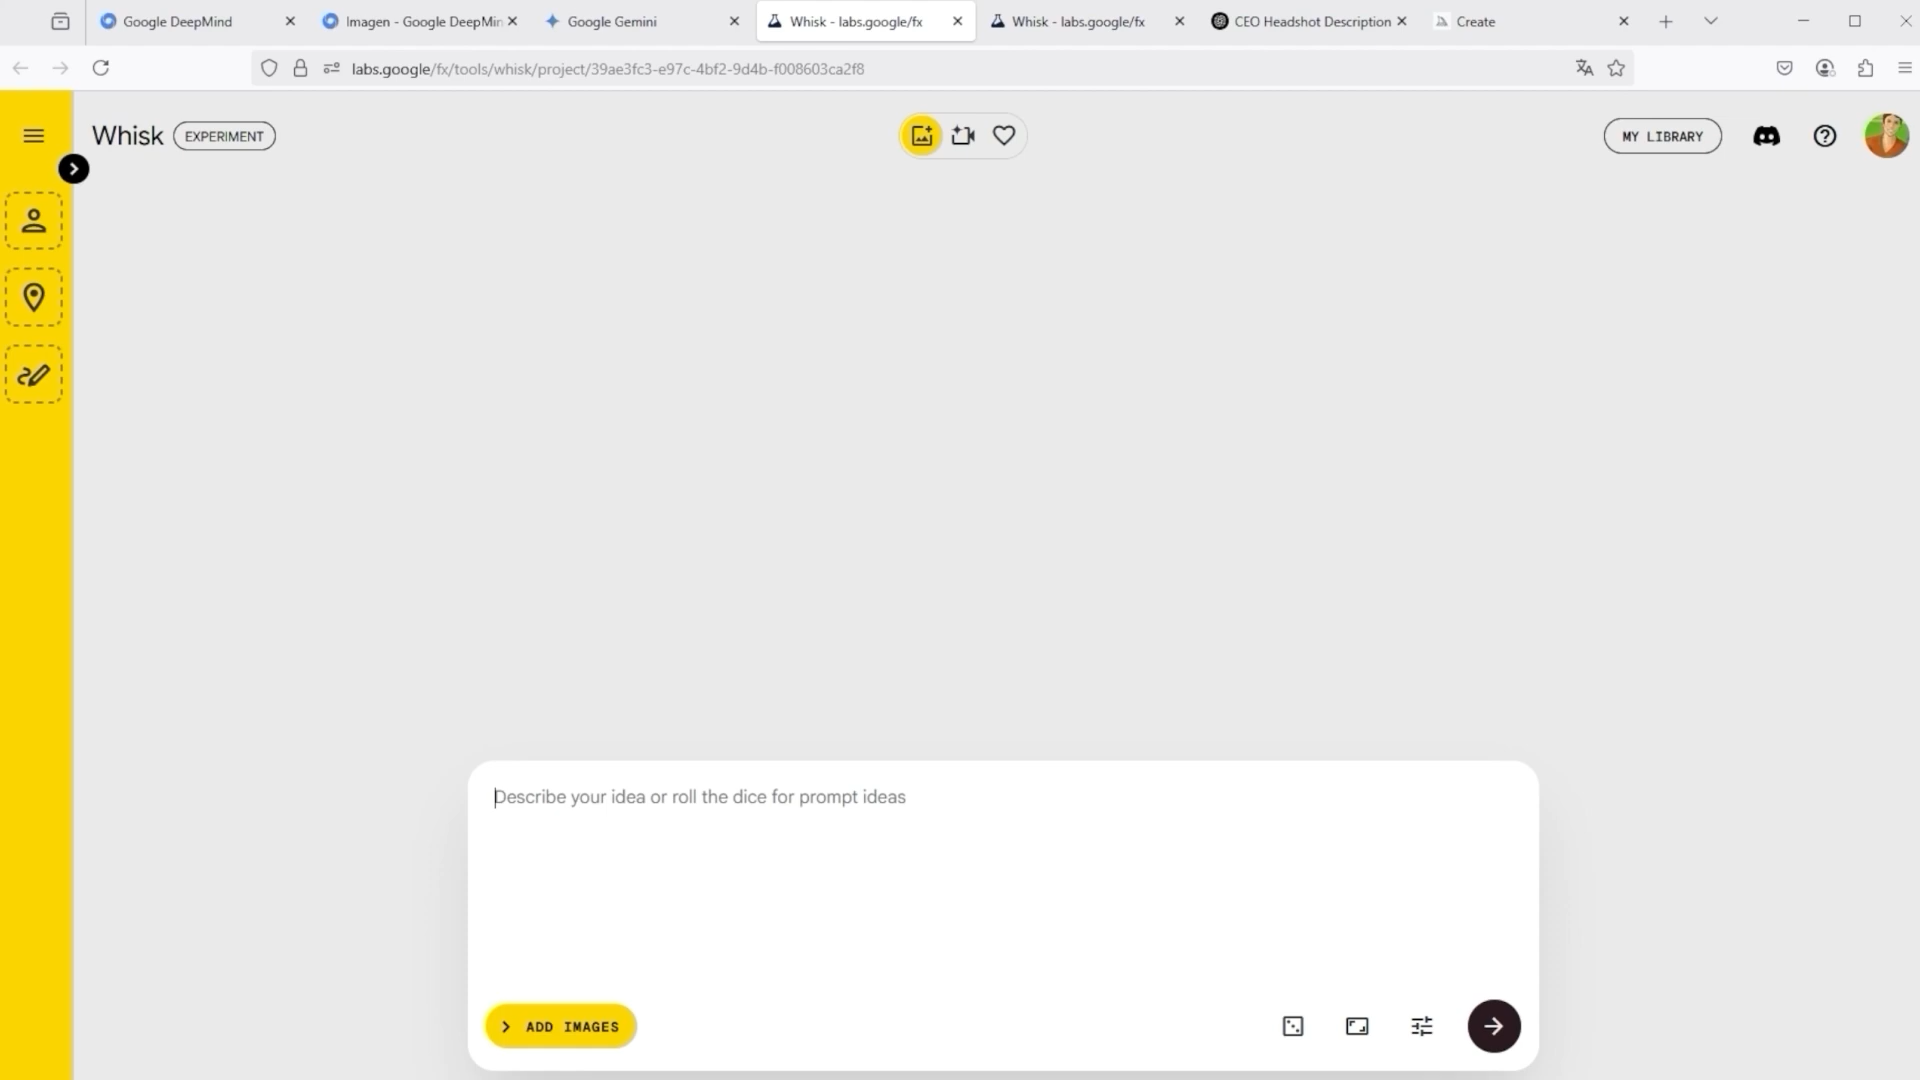 Google DeepMind
Imagen - Google DeepMin
Google Gemini
Whisk - labs.google/fx
Whisk - labs.google/fx
CEO Headshot Description
Create
labs.google/fx/tools/whisk/project/39ae3fc3-e97c-4bf2-9d4b-f008603ca2f8
Whisk
EXPERIMENT
MY LIBRARY
Describe your idea or roll the dice for prompt ideas
ADD IMAGES